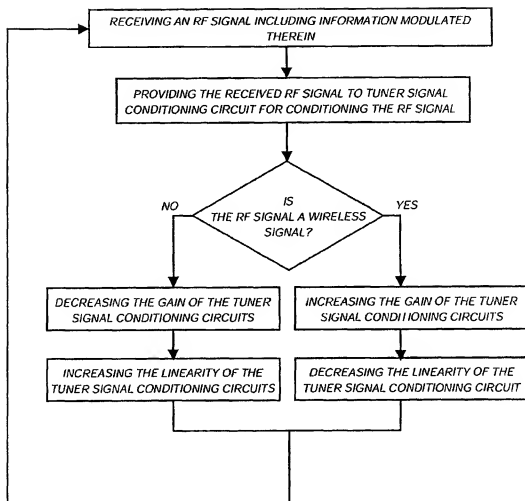 RECEIVING AN RF SIGNAL INCLUDING INFORMATION MODULATED
THEREIN
PROVIDING THE RECEIVED RF SIGNAL TO TUNER SIGNAL
CONDITIONING CIRCUIT FOR CONDITIONING THE RF SIGNAL
IS
THE RF SIGNAL A WIRELESS
SIGNAL?
NO
YES
DECREASING THE GAIN OF THE TUNER
SIGNAL CONDITIONING CIRCUITS
INCREASING THE GAIN OF THE TUNER
SIGNAL CONDITIONING CIRCUITS
INCREASING THE LINEARITY OF THE
TUNER SIGNAL CONDITIONING CIRCUITS
DECREASING THE LINEARITY OF THE
TUNER SIGNAL CONDITIONING CIRCUIT